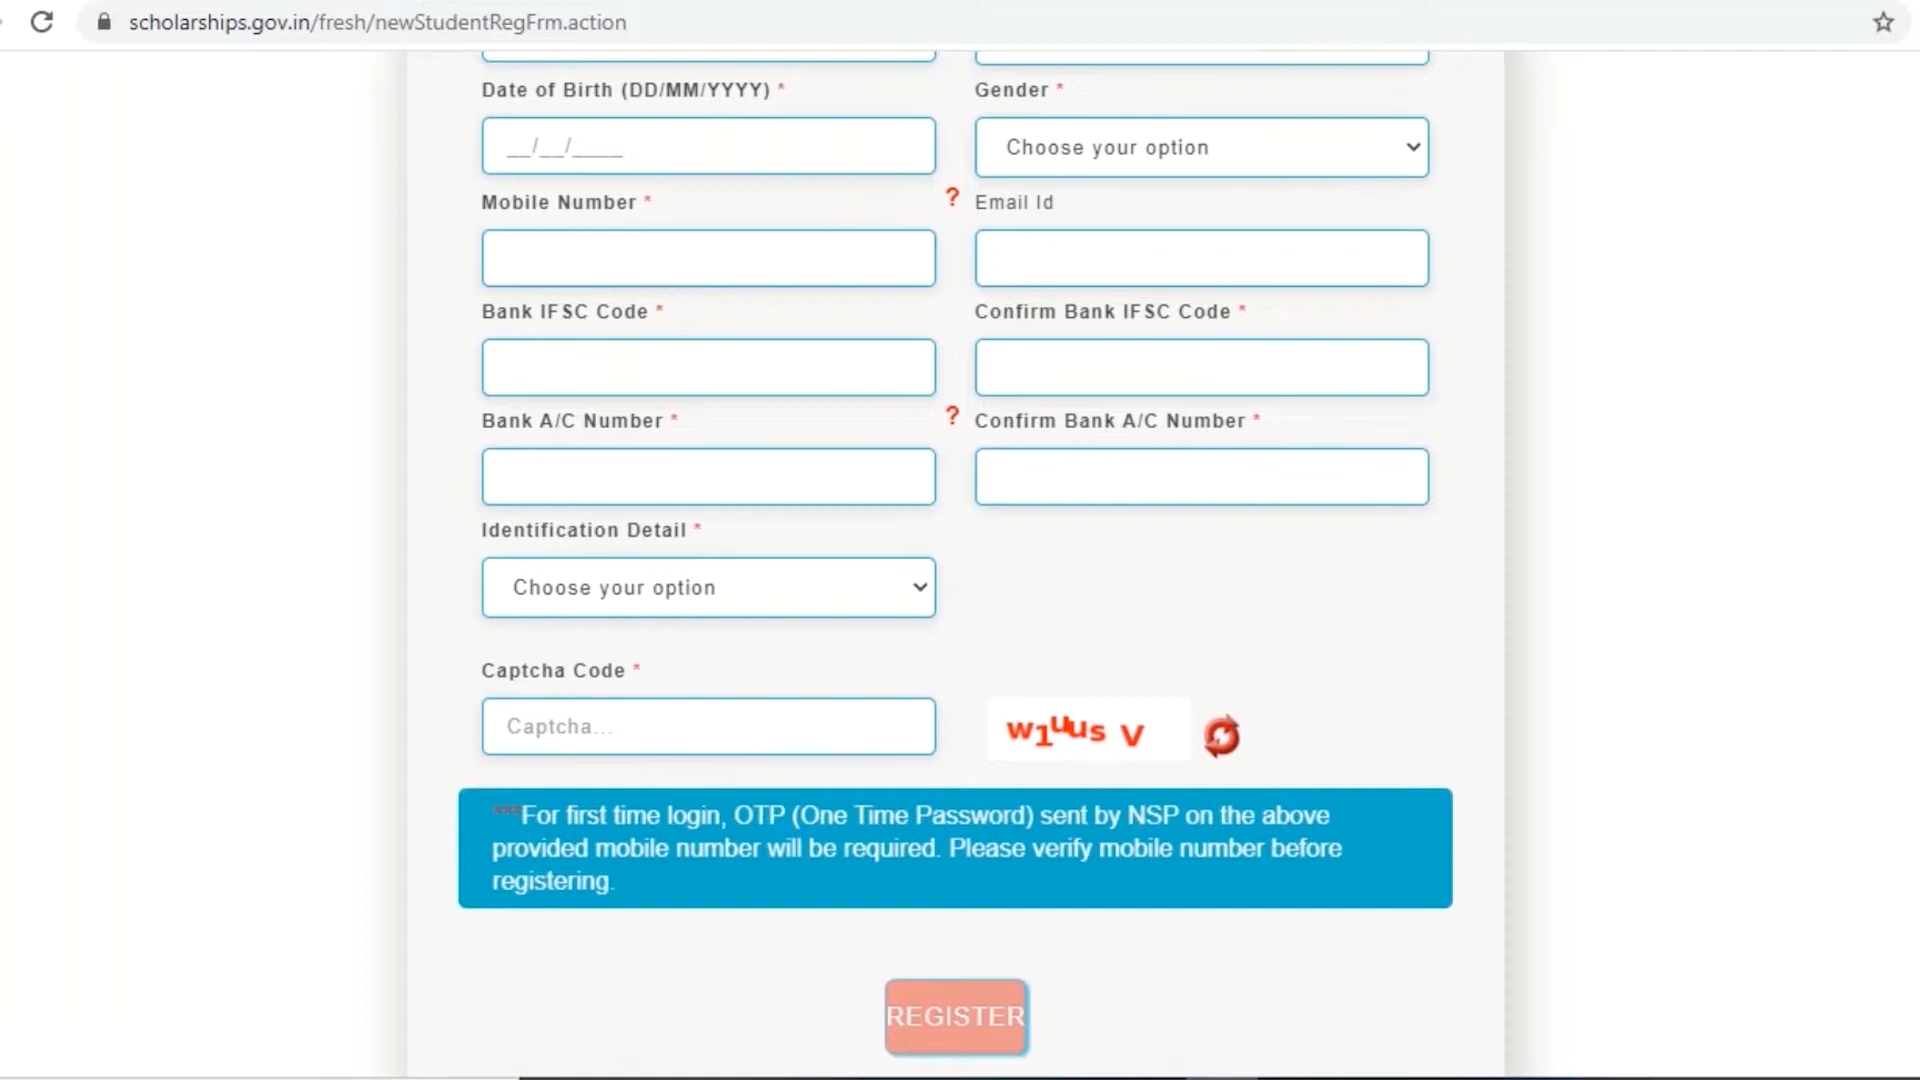 scholarships.gov.in/fresh/newStudentRegFrm.action
Date of Birth (DD/MM/YYYY) * Gender *
__/__/____ Choose your option
Mobile Number * ? Email Id
Bank IFSC Code * Confirm Bank IFSC Code *
Bank A/C Number * ? Confirm Bank A/C Number *
Identification Detail *
Choose your option
Captcha Code *
Captcha... w1uus v
***For first time login, OTP (One Time Password) sent by NSP on the above
provided mobile number will be required. Please verify mobile number before
registering.
REGISTER